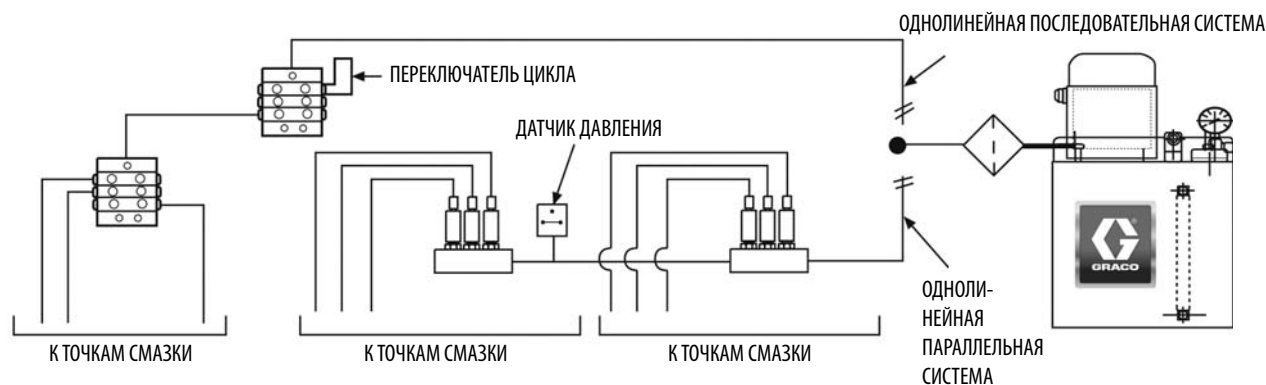 ОДНОЛИНЕЙНАЯ ПОСЛЕДОВАТЕЛЬНАЯ СИСТЕМА
ПЕРЕКЛЮЧАТЕЛЬ ЦИКЛА
ДАТЧИК ДАВЛЕНИЯ
GRACO
ОДНОЛИ-
НЕЙНАЯ
ПАРАЛЛЕЛЬНАЯ
СИСТЕМА
К ТОЧКАМ СМАЗКИ
К ТОЧКАМ СМАЗКИ
К ТОЧКАМ СМАЗКИ